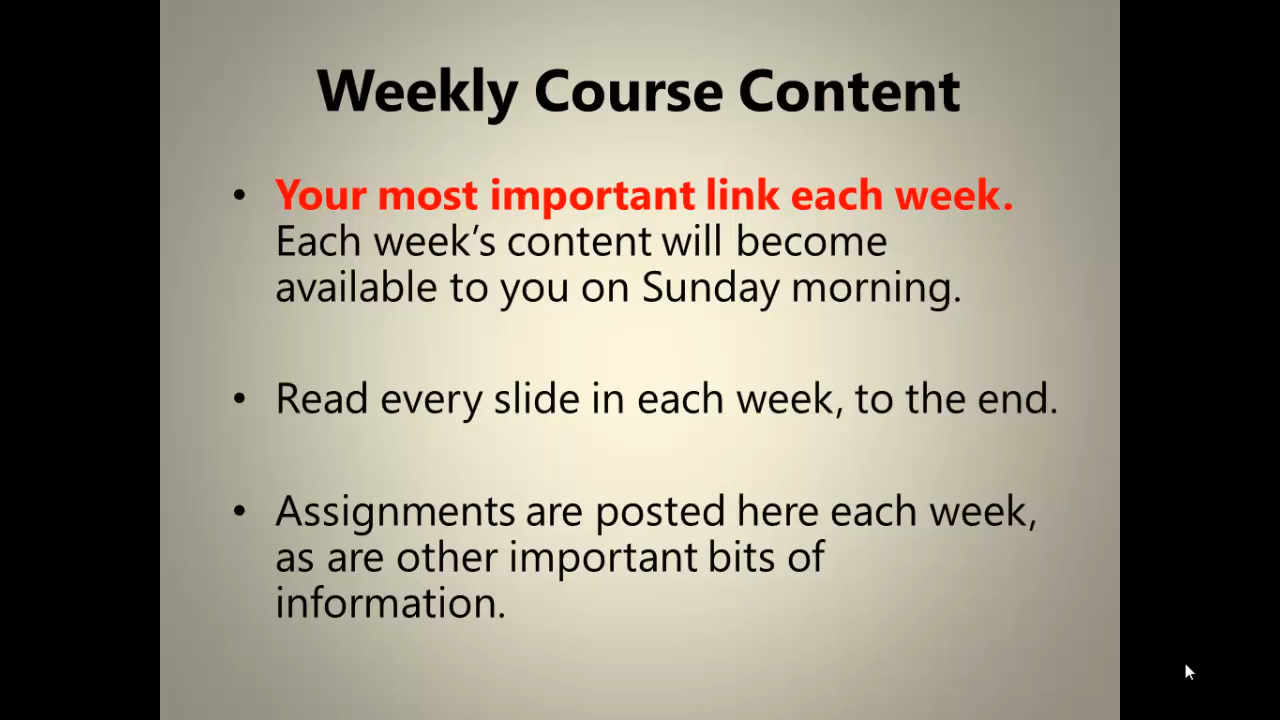 Weekly Course Content
• Your most important link each week.
Each week’s content will become
available to you on Sunday morning.
• Read every slide in each week, to the end.
• Assignments are posted here each week,
as are other important bits of
information.